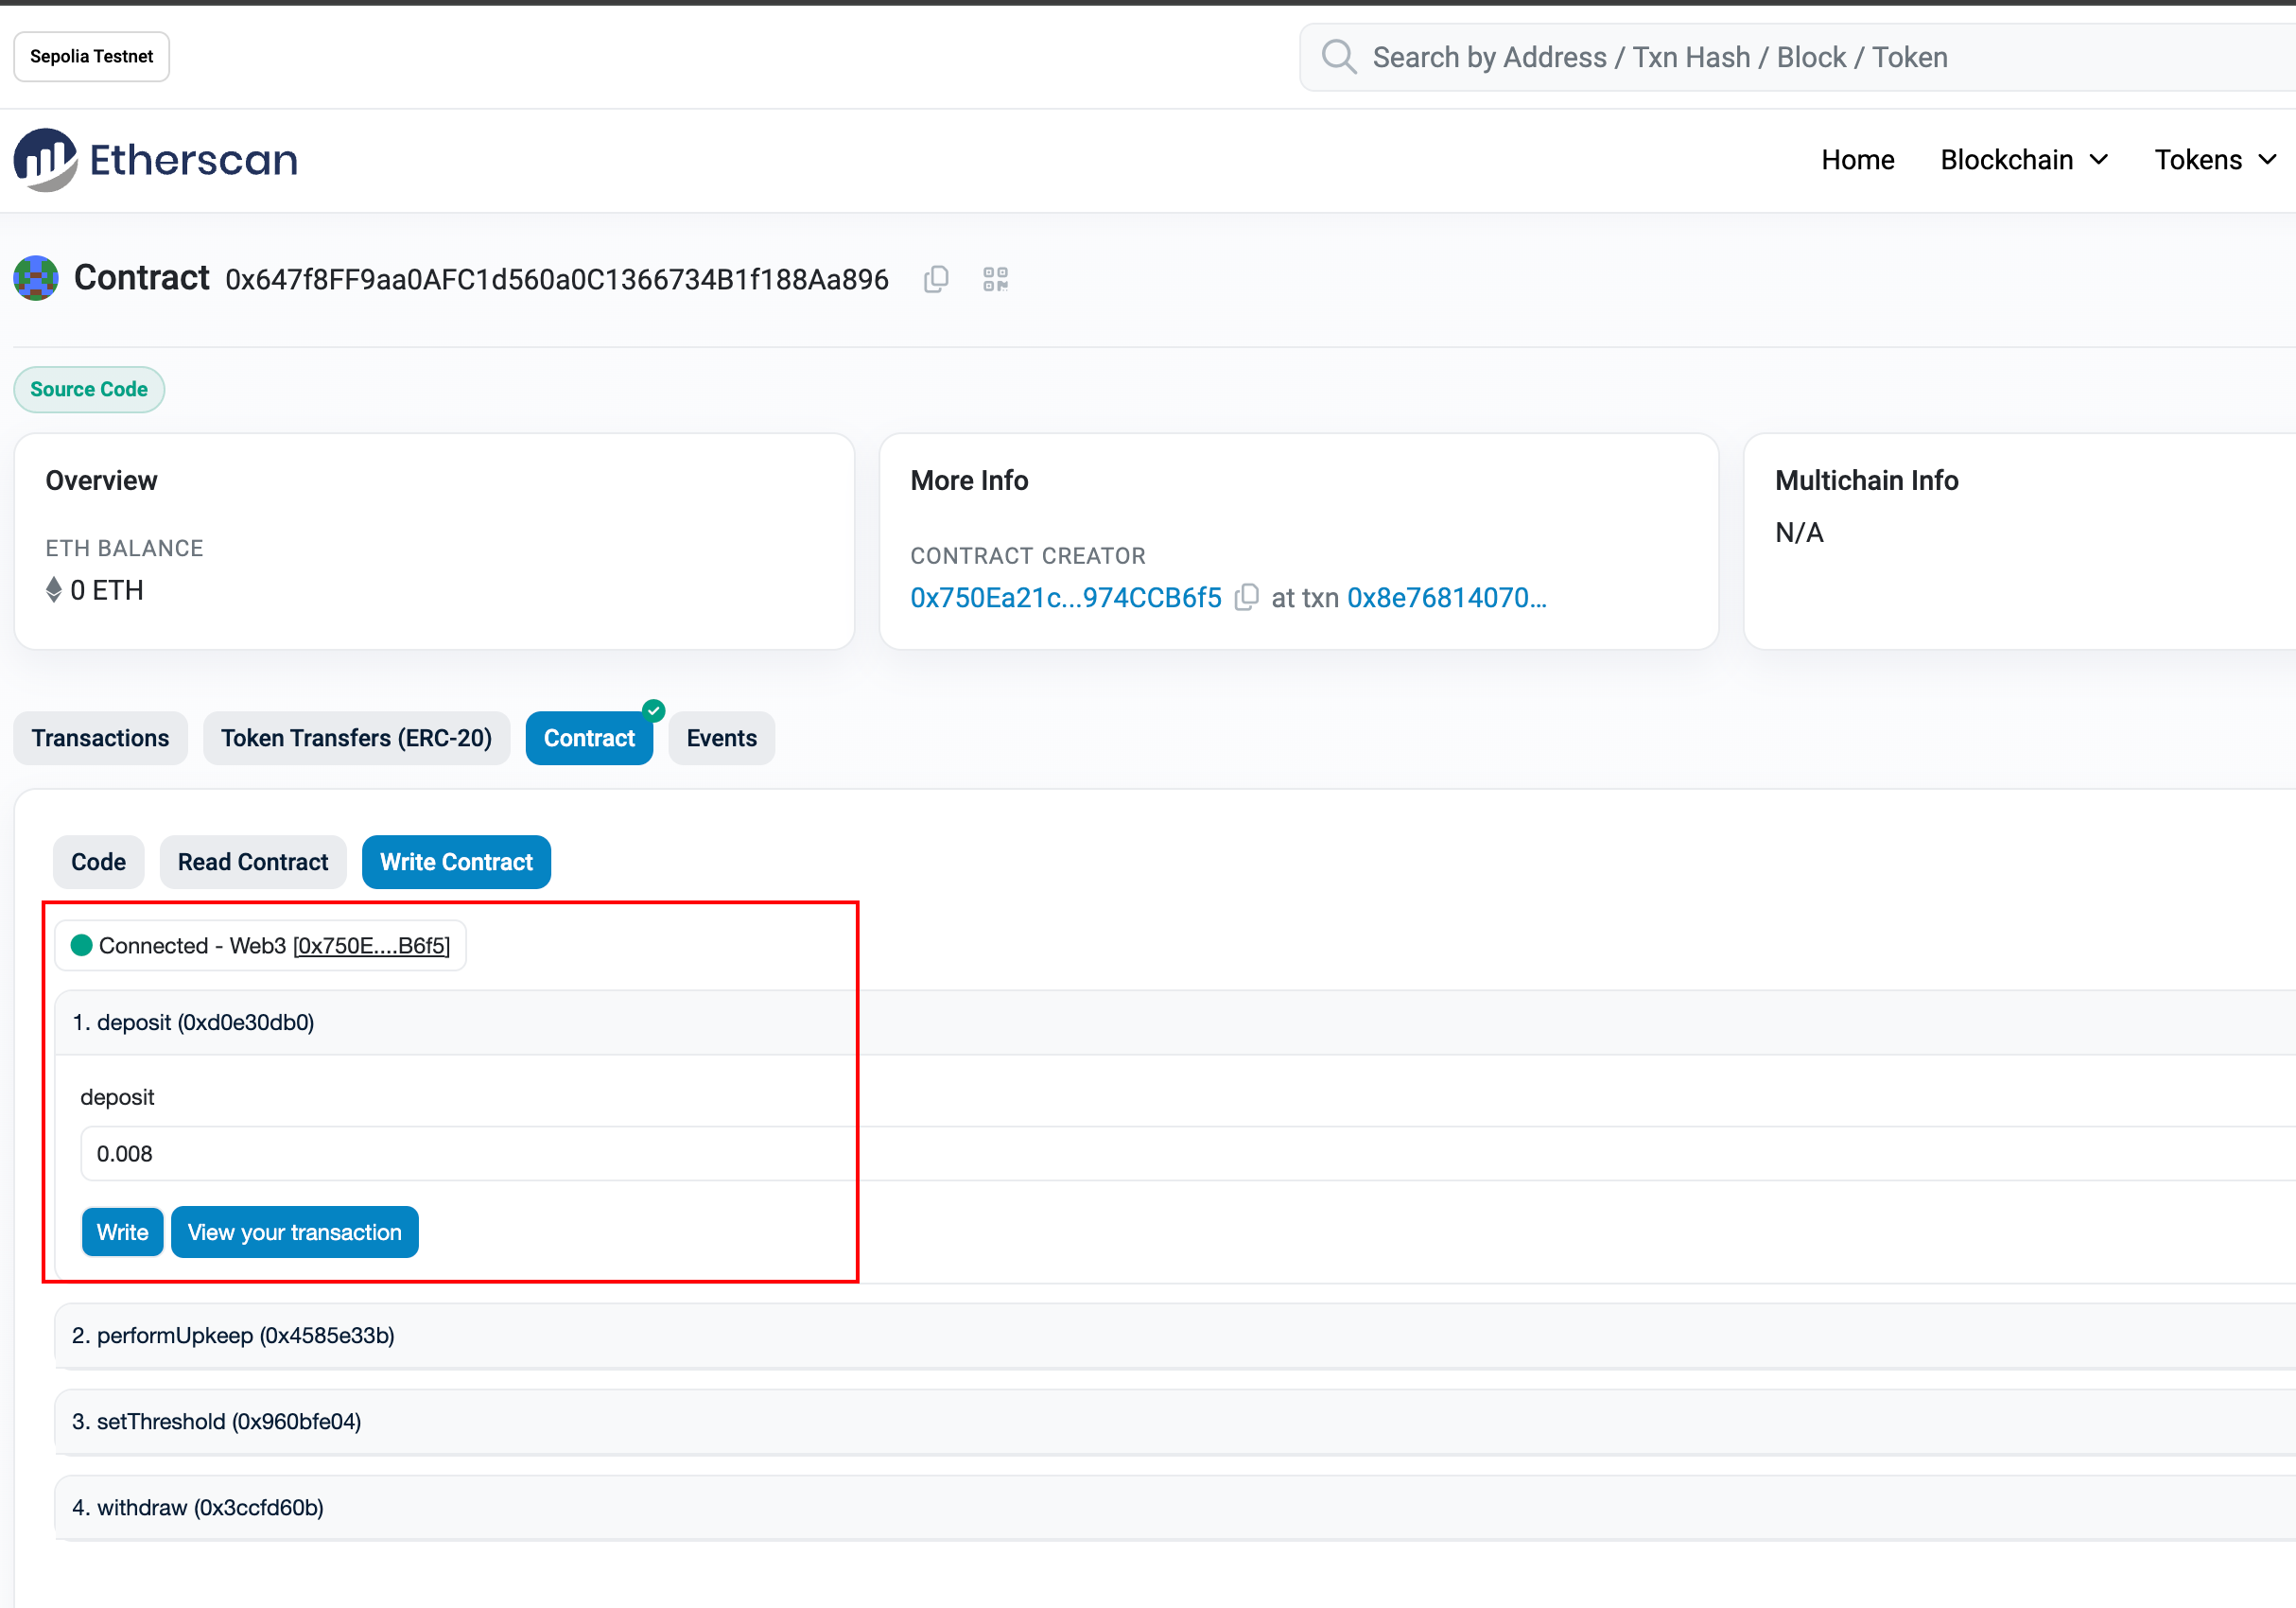 Sepolia Testnet
Search by Address / Txn Hash / Block / Token
Etherscan
Home Blockchain Tokens
Contract 0x647f8FF9aa0AFC1d560a0C1366734B1f188Aa896
Source Code
Overview
ETH BALANCE
0 ETH
More Info
CONTRACT CREATOR
0x750Ea21c...974CCB6f5 at txn 0x8e76814070...
Multichain Info
N/A
Transactions Token Transfers (ERC-20) Contract Events
Code Read Contract Write Contract
Connected - Web3 [0x750E....B6f5]
1. deposit (0xd0e30db0)
deposit
0.008
Write View your transaction
2. performUpkeep (0x4585e33b)
3. setThreshold (0x960bfe04)
4. withdraw (0x3ccfd60b)